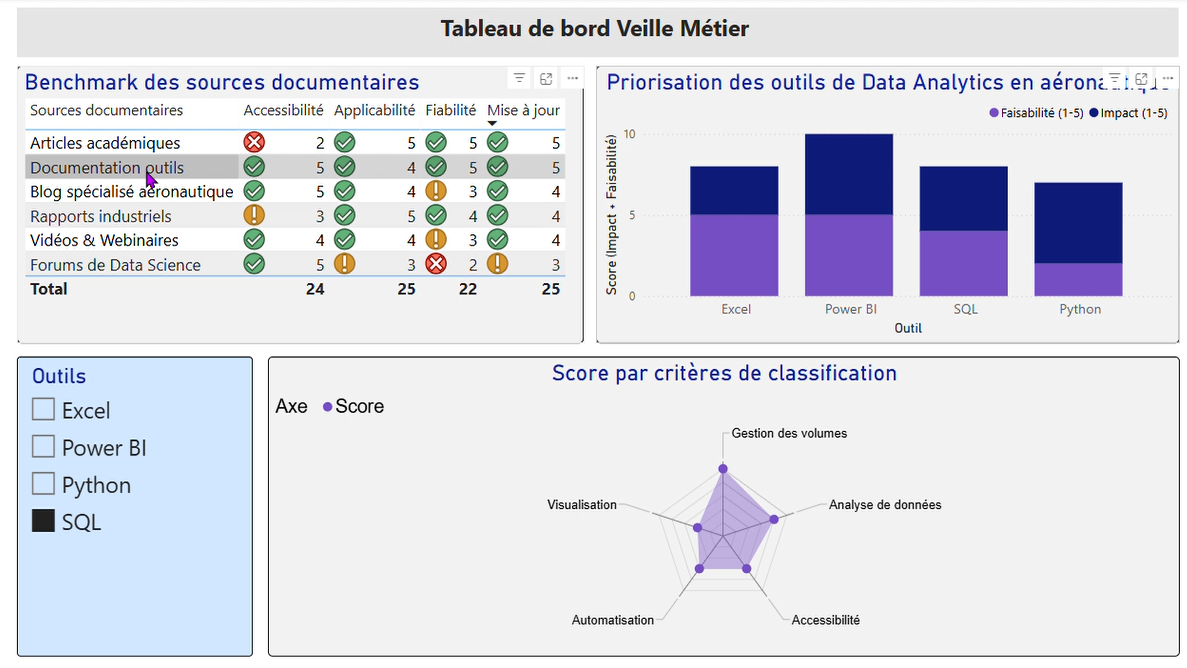 Tableau de bord Veille Métier
Benchmark des sources documentaires
Sources documentaires Accessibilité Applicabilité Fiabilité Mise à jour
Articles académiques 2 5 5 5
Documentation outils 5 4 5 5
Blog spécialisé aéronautique 5 4 3 4
Rapports industriels 3 5 4 4
Vidéos & Webinaires 4 4 3 4
Forums de Data Science 5 3 2 3
Total 24 25 22 25
Priorisation des outils de Data Analytics en
Faisabilité (1-5) Impact (1-5)
Score (Impact + Faisabilité)
10
5
0
Excel Power BI SQL Python
Outil
Outils
Excel
Power BI
Python
SQL
Score par critères de classification
Axe Score
Gestion des volumes
Visualisation
Analyse de données
Automatisation
Accessibilité